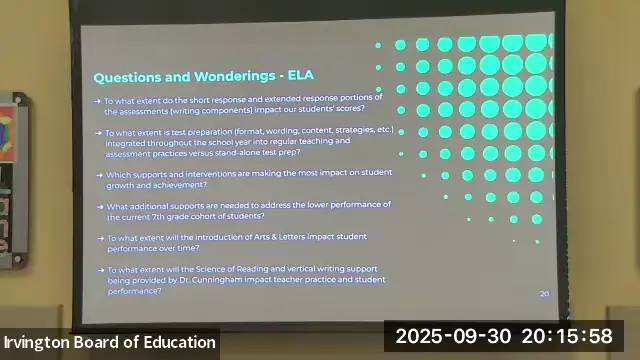 Questions and Wonderings - ELA
➔ To what extent do the short response and extended response portions of
the assessments (writing components) impact our students' scores?
➔ To what extent is test preparation (format, wording, content, strategies, etc.)
integrated throughout the school year into regular teaching and
assessment practices versus stand-alone test prep?
➔ Which supports and interventions are making the most impact on student
growth and achievement?
➔ What additional supports are needed to address the lower performance of
the current 7th grade cohort of students?
➔ To what extent will the introduction of Arts & Letters impact student
performance over time?
➔ To what extent will the Science of Reading and vertical writing support
being provided by Dr. Cunningham impact teacher practice and student
performance?
20
Irvington Board of Education
2025-09-30 20:15:58